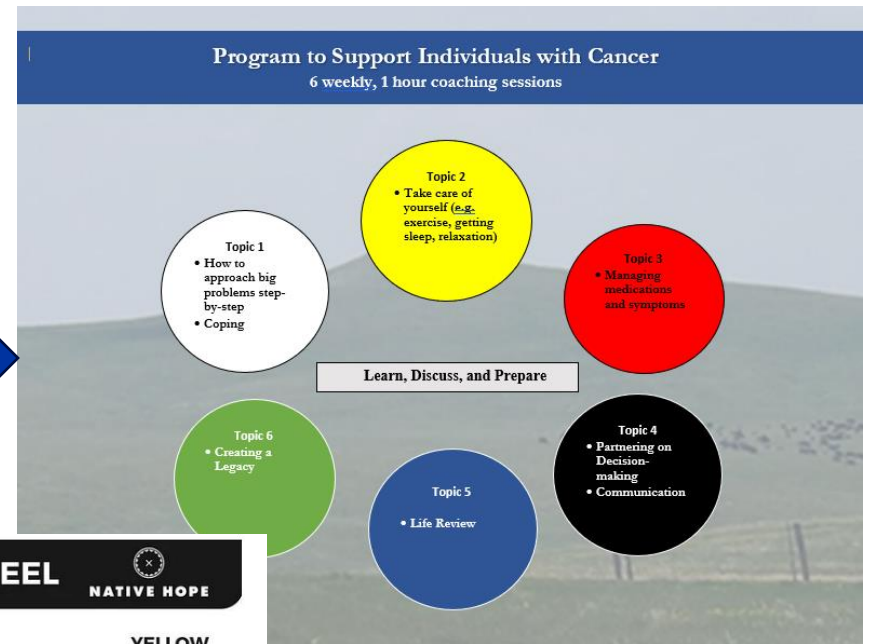 Program to Support Individuals with Cancer
6 weekly, 1 hour coaching sessions
Topic 1
• How to
approach big
problems step-
by-step
• Coping
Topic 2
• Take care of
yourself (e.g.
exercise, getting
sleep, relaxation)
Topic 3
• Managing
medications
and symptoms
Learn, Discuss, and Prepare
Topic 4
• Partnering on
Decision-
making
• Communication
Topic 5
• Life Review
Topic 6
• Creating a
Legacy
EEL
NATIVE HOPE
YELLOW